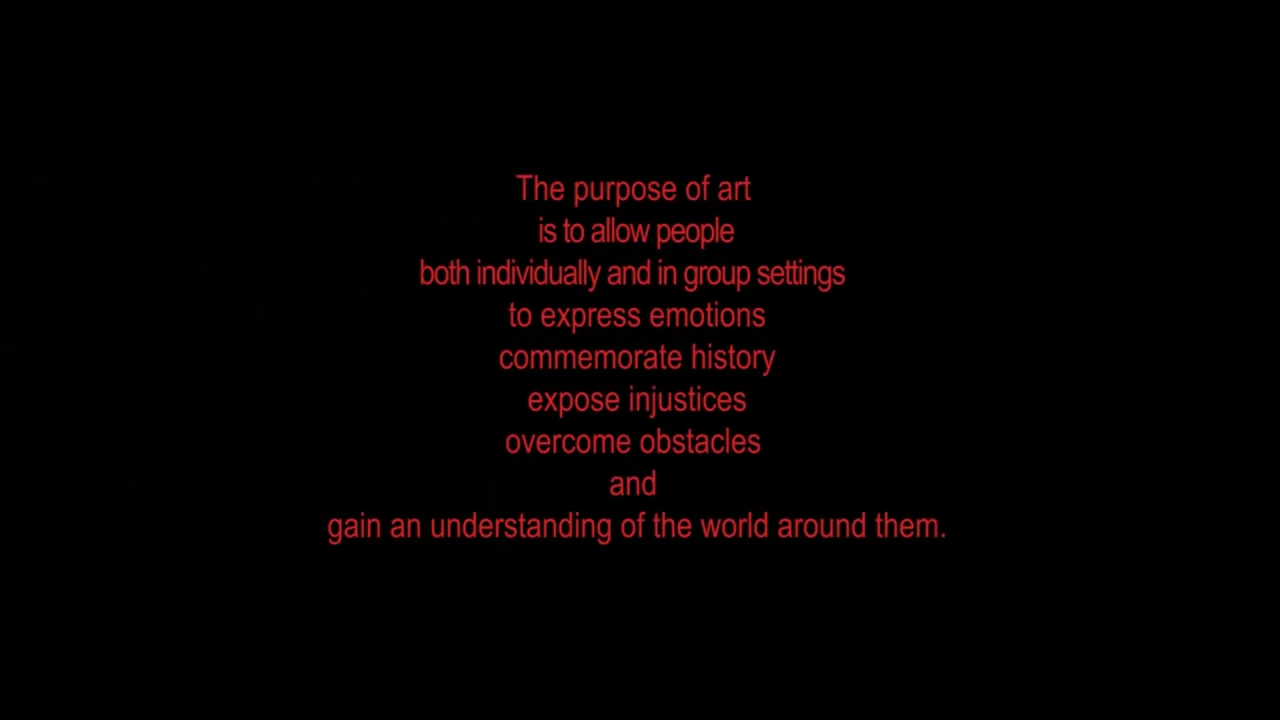 The purpose of art
is to allow people
both individually and in group settings
to express emotions
commemorate history
expose injustices
overcome obstacles
and
gain an understanding of the world around them.